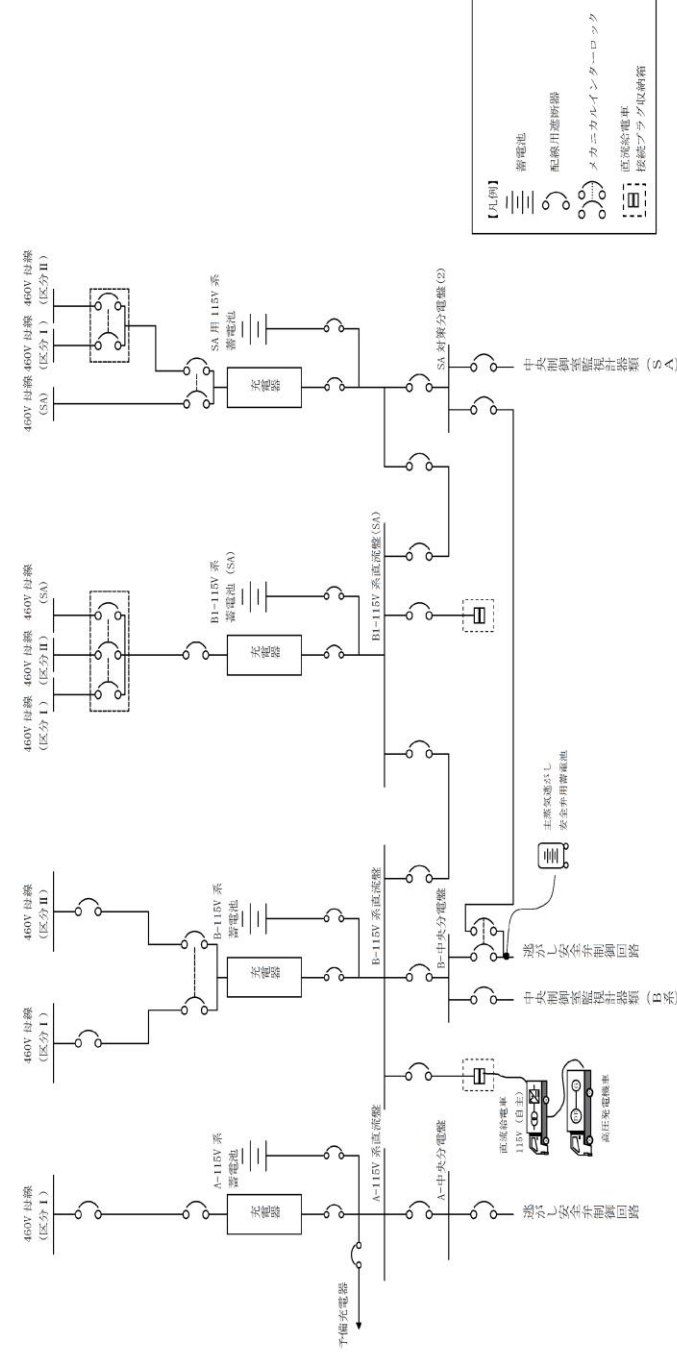 460V 母線
(区分Ⅰ)
充電器
A-115V 系
蓄電池
予備充電器
A-115V 系直流盤
A-中央分電盤
逃がし安全弁制御回路
460V 母線
(区分Ⅰ)
460V 母線
(区分Ⅱ)
充電器
B-115V 系
蓄電池
B-115V 系直流盤
B-中央分電盤
直流給電車
115V（自主）
高圧発電機車
中央制御室監視計器類（B系）
逃がし安全弁制御回路
主蒸気逃がし
安全弁用蓄電池
460V 母線
(区分Ⅰ)
460V 母線
(区分Ⅱ)
460V 母線
(SA)
充電器
B1-115V 系
蓄電池（SA）
B1-115V 系直流盤(SA)
460V 母線
(SA)
460V 母線
(区分Ⅰ)
460V 母線
(区分Ⅱ)
充電器
SA 用 115V 系
蓄電池
SA 対策分電盤(2)
中央制御室監視計器類（SA）
【凡例】
蓄電池
配線用遮断器
メカニカルインターロック
直流給電車
接続プラグ収納箱